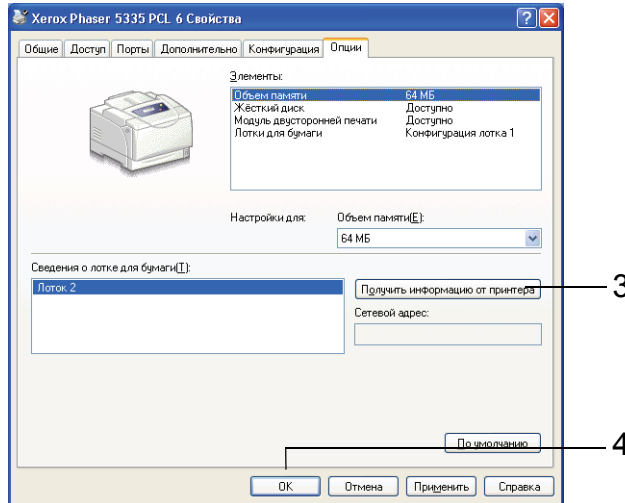 Xerox Phaser 5335 PCL 6 Свойства
Общие Доступ Порты Дополнительно Конфигурация Опции
Элементы:
Объем памяти 64 МБ
Жёсткий диск Доступно
Модуль двусторонней печати Доступно
Лотки для бумаги Конфигурация лотка 1
Настройки для: Объем памяти(E):
64 МБ
Сведения о лотке для бумаги(T):
Лоток 2
Получить информацию от принтера 3
Сетевой адрес:
По умолчанию 4
OK Отмена Применить Справка